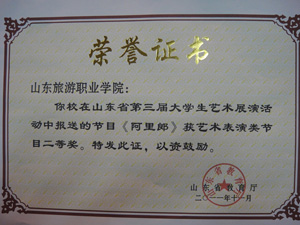 荣誉证书
山东旅游职业学院：
你校在山东省第三届大学生艺术展演活
动中报送的节目《阿里郎》获艺术表演类节
目二等奖。特发此证，以资鼓励。
山东省教育厅
二〇一一年十一月